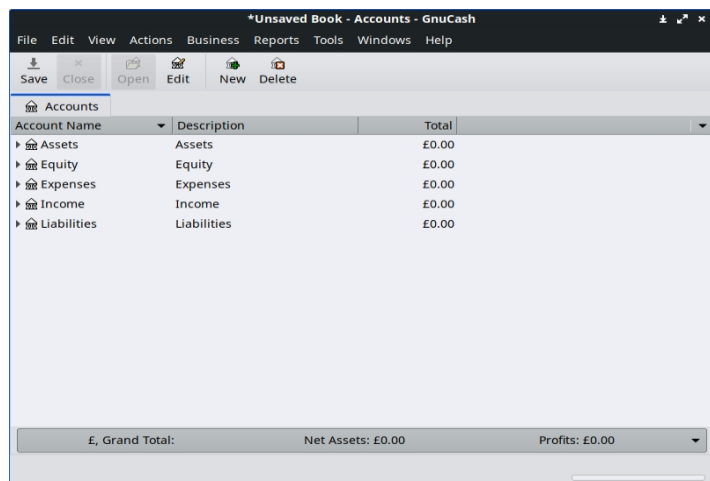 *Unsaved Book - Accounts - GnuCash
File Edit View Actions Business Reports Tools Windows Help
Save Close Open Edit New Delete
Accounts
Account Name Description Total
Assets Assets £0.00
Equity Equity £0.00
Expenses Expenses £0.00
Income Income £0.00
Liabilities Liabilities £0.00
£, Grand Total: Net Assets: £0.00 Profits: £0.00